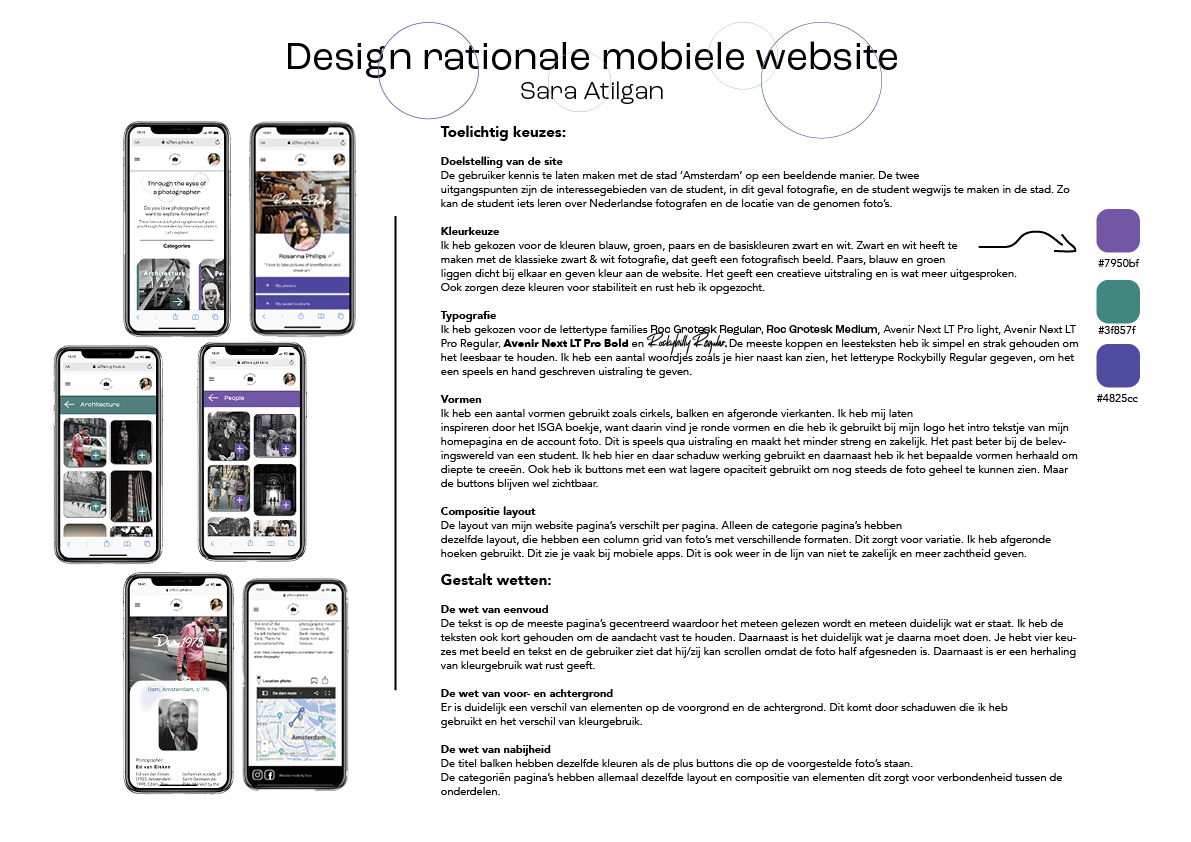 Design rationale mobiele website
Sara Atilgan
Through the eyes of
a photographer
Do you love photography and
want to explore Amsterdam?
Let's explore!
Categories
Architecture
Rosanna Phillips
My photo's
My saved locations
Architecture
People
Dam, 1975
Dam, Amsterdam, 1975
Photographer:
Ed van Elsken
Location photo
De dam route
Amsterdam
Toelichtig keuzes:
Doelstelling van de site
De gebruiker kennis te laten maken met de stad ‘Amsterdam’ op een beeldende manier. De twee
uitgangspunten zijn de interessegebieden van de student, in dit geval fotografie, en de student wegwijs te maken in de stad. Zo
kan de student iets leren over Nederlandse fotografen en de locatie van de genomen foto’s.
Kleurkeuze
Ik heb gekozen voor de kleuren blauw, groen, paars en de basiskleuren zwart en wit. Zwart en wit heeft te
maken met de klassieke zwart & wit fotografie, dat geeft een fotografisch beeld. Paars, blauw en groen
liggen dicht bij elkaar en geven kleur aan de website. Het geeft een creatieve uitstraling en is wat meer uitgesproken.
Ook zorgen deze kleuren voor stabiliteit en rust heb ik opgezocht.
Typografie
Ik heb gekozen voor de lettertype families Roc Grotesk Regular, Roc Grotesk Medium, Avenir Next LT Pro light, Avenir Next LT
Pro Regular, Avenir Next LT Pro Bold en Rockybilly Regular. De meeste koppen en leesteksten heb ik simpel en strak gehouden om
het leesbaar te houden. Ik heb een aantal woordjes zoals je hier naast kan zien, het letterype Rockybilly Regular gegeven, om het
een speels en hand geschreven uistraling te geven.
Vormen
Ik heb een aantal vormen gebruikt zoals cirkels, balken en afgeronde vierkanten. Ik heb mij laten
inspireren door het ISGA boekje, want daarin vind je ronde vormen en die heb ik gebruikt bij mijn logo het intro tekstje van mijn
homepagina en de account foto. Dit is speels qua uistraling en maakt het minder streng en zakelijk. Het past beter bij de belev-
ingswereld van een student. Ik heb hier en daar schaduw werking gebruikt en daarnaast heb ik het bepaalde vormen herhaald om
diepte te creeën. Ook heb ik buttons met een wat lagere opaciteit gebruikt om nog steeds de foto geheel te kunnen zien. Maar
de buttons blijven wel zichtbaar.
Compositie layout
De layout van mijn website pagina’s verschilt per pagina. Alleen de categorie pagina’s hebben
dezelfde layout, die hebben een column grid van foto’s met verschillende formaten. Dit zorgt voor variatie. Ik heb afgeronde
hoeken gebruikt. Dit zie je vaak bij mobiele apps. Dit is ook weer in de lijn van niet te zakelijk en meer zachtheid geven.
Gestalt wetten:
De wet van eenvoud
De tekst is op de meeste pagina’s gecentreerd waardoor het meteen gelezen wordt en meteen duidelijk wat er staat. Ik heb de
teksten ook kort gehouden om de aandacht vast te houden. Darnaast is het duidelijk wat je daarna moet doen. Je hebt vier keu-
zes met beeld en tekst en de gebruiker ziet dat hij/zij kan scrollen omdat de foto half afgesneden is. Daarnaast is er een herhaling
van kleurgebruik wat rust geeft.
De wet van voor- en achtergrond
Er is duidelijk een verschil van elementen op de voorgrond en de achtergrond. Dit komt door schaduwen die ik heb
gebruikt en het verschil van kleurgebruik.
De wet van nabijheid
De titel balken hebben dezelfde kleuren als de plus buttons die op de voorgestelde foto’s staan.
De categoriën pagina’s hebben allemaal dezelfde layout en compositie van elementen dit zorgt voor verbondenheid tussen de
onderdelen.
#7950bf
#3f857f
#4825cc